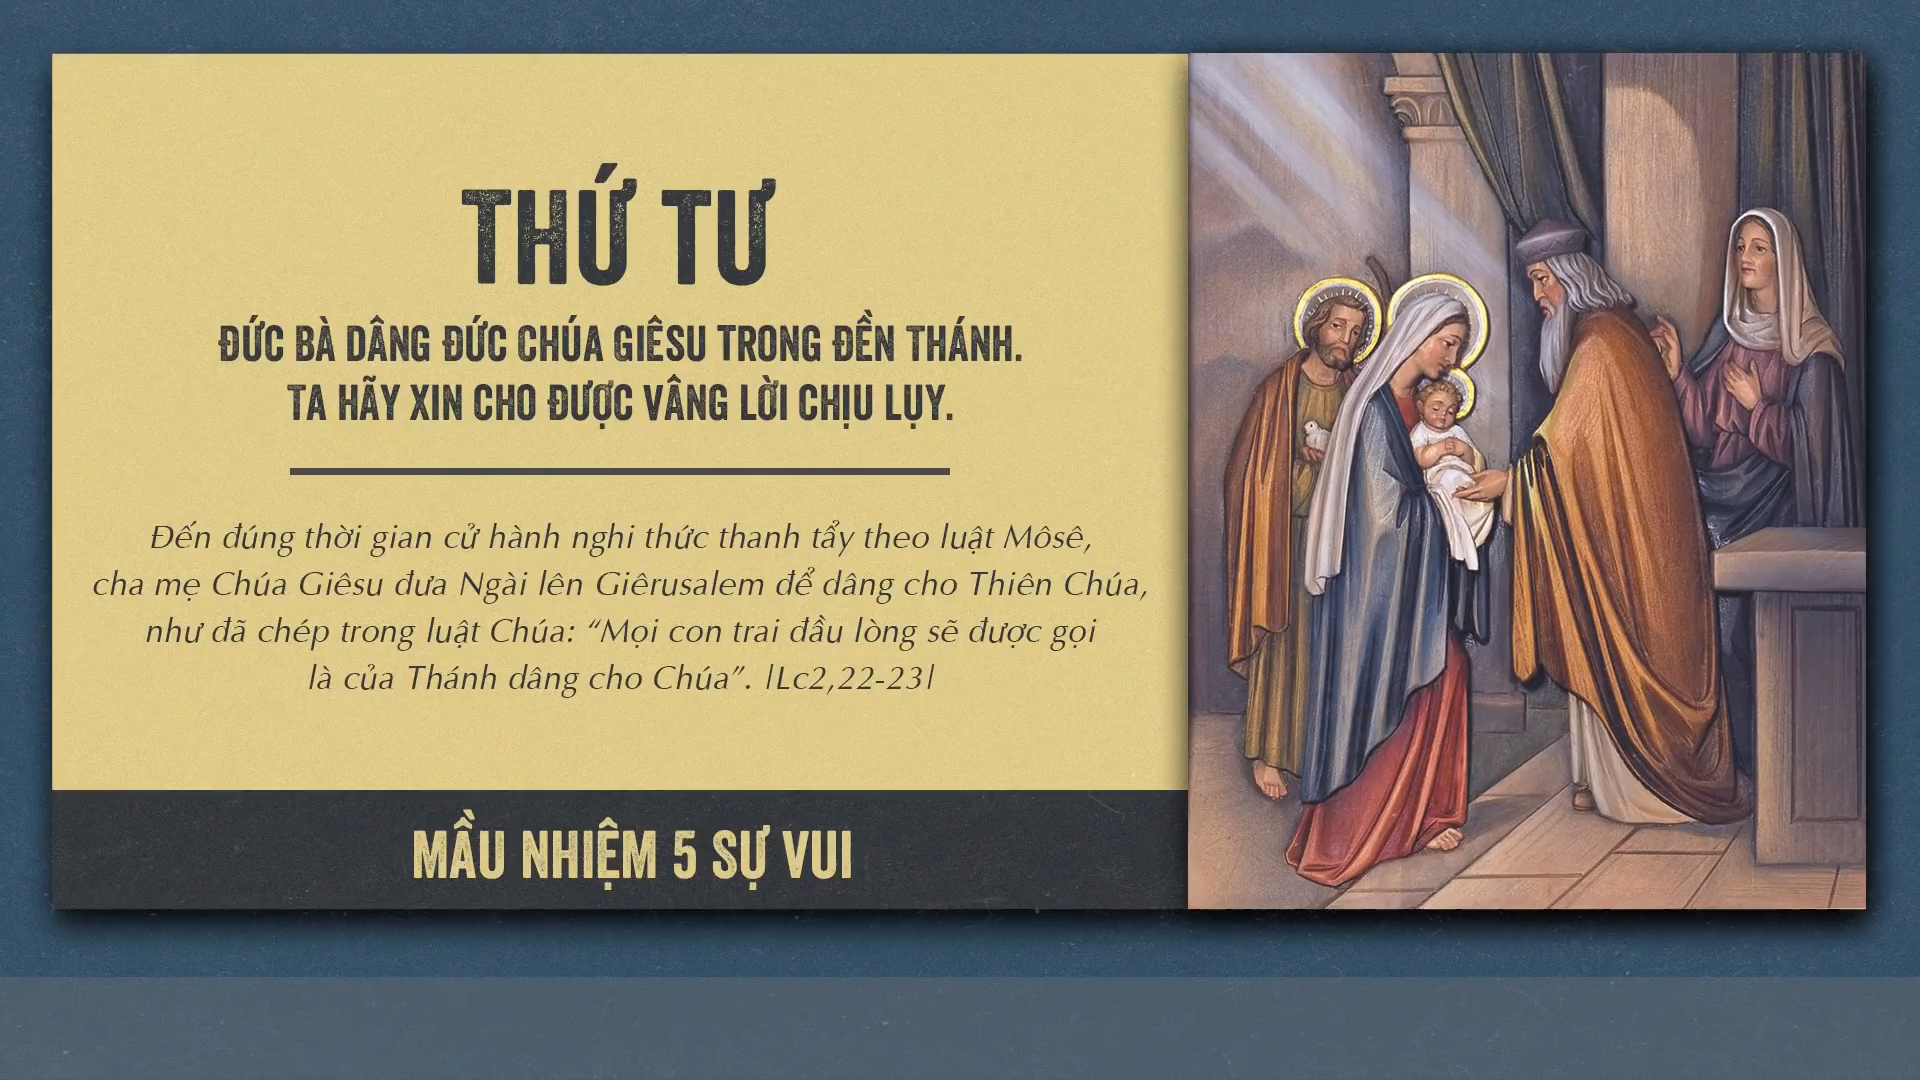 THỨ TƯ
ĐỨC BÀ DÂNG ĐỨC CHÚA GIÊSU TRONG ĐỀN THÁNH.
TA HÃY XIN CHO ĐƯỢC VÂNG LỜI CHỊU LỤY.
Đến đúng thời gian cử hành nghi thức thanh tẩy theo luật Môsê,
cha mẹ Chúa Giêsu đưa Ngài lên Giêrusalem để dâng cho Thiên Chúa,
như đã chép trong luật Chúa: “Mọi con trai đầu lòng sẽ được gọi
là của Thánh dâng cho Chúa”. |Lc2,22-23|
MẦU NHIỆM 5 SỰ VUI